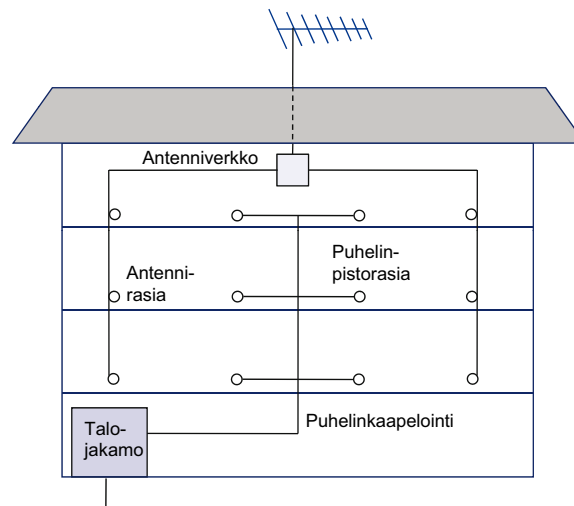 Antenniverkko
Antenni-
rasia
Puhelin-
pistorasia
Puhelinkaapelointi
Talo-
jakamo